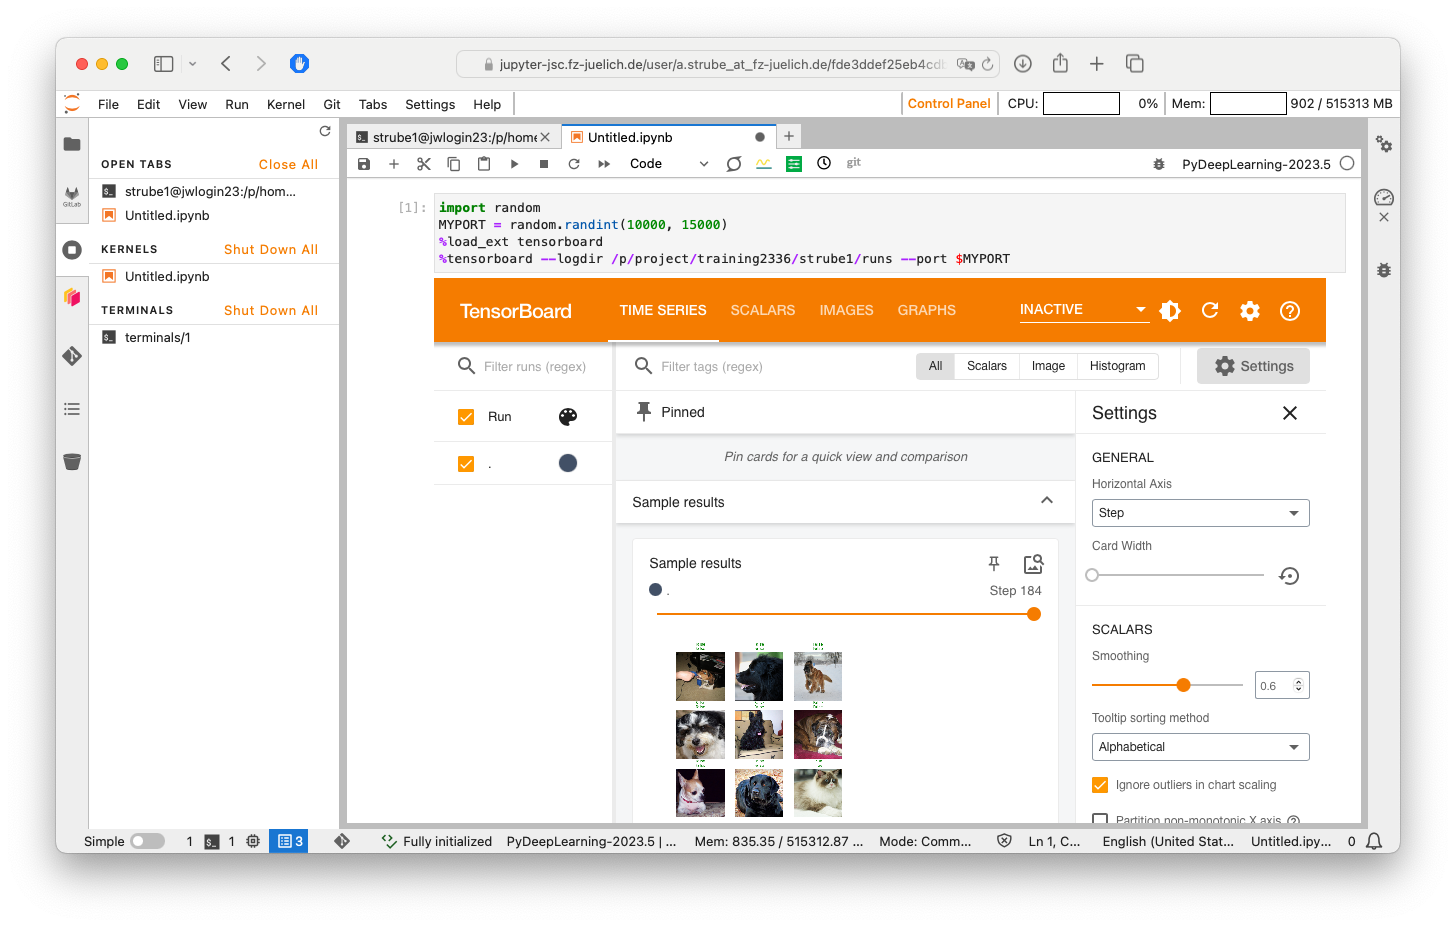 jupyter-jsc.fz-juelich.de/user/a.strube_at_fz-juelich.de/fde3ddef25eb4cdb
File Edit View Run Kernel Git Tabs Settings Help
Control Panel CPU: 0% Mem: 902 / 515313 MB
strube1@jwlogin23:/p/home
Untitled.ipynb
OPEN TABS Close All
strube1@jwlogin23:/p/hom...
Untitled.ipynb
KERNELS Shut Down All
Untitled.ipynb
TERMINALS Shut Down All
terminals/1
GitLab
Code git PyDeepLearning-2023.5
[1]: import random
MYPORT = random.randint(10000, 15000)
%load_ext tensorboard
%tensorboard --logdir /p/project/training2336/strube1/runs --port $MYPORT
TensorBoard TIME SERIES SCALARS IMAGES GRAPHS INACTIVE
Filter runs (regex)
Run
.
Filter tags (regex) All Scalars Image Histogram Settings
Pinned
Pin cards for a quick view and comparison
Sample results
Sample results
. Step 184
Settings
GENERAL
Horizontal Axis
Step
Card Width
SCALARS
Smoothing
0.6
Tooltip sorting method
Alphabetical
Ignore outliers in chart scaling
Partition non-monotonic X axis
Simple 1 1 3 Fully initialized PyDeepLearning-2023.5 | ... Mem: 835.35 / 515312.87 ... Mode: Comm... Ln 1, C... English (United Stat... Untitled.ipy... 0